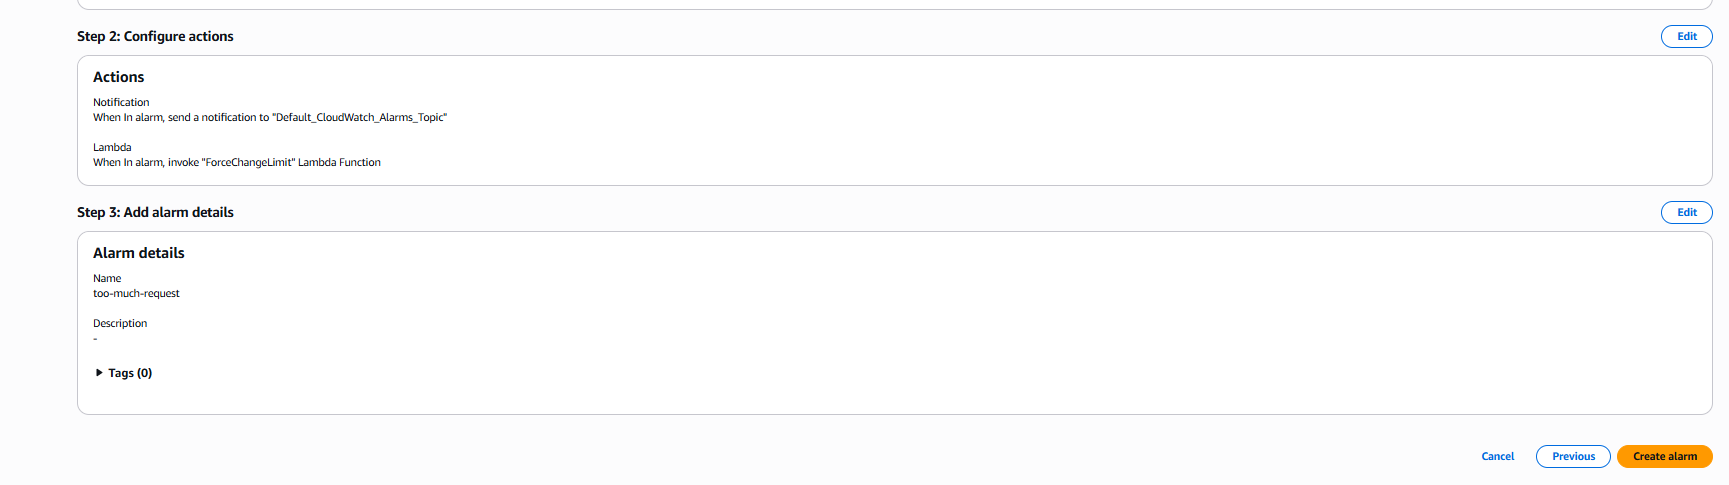 Step 2: Configure actions
Edit
Actions
Notification
When In alarm, send a notification to "Default_CloudWatch_Alarms_Topic"
Lambda
When In alarm, invoke "ForceChangeLimit" Lambda Function
Step 3: Add alarm details
Edit
Alarm details
Name
too-much-request
Description
-
Tags (0)
Cancel
Previous
Create alarm